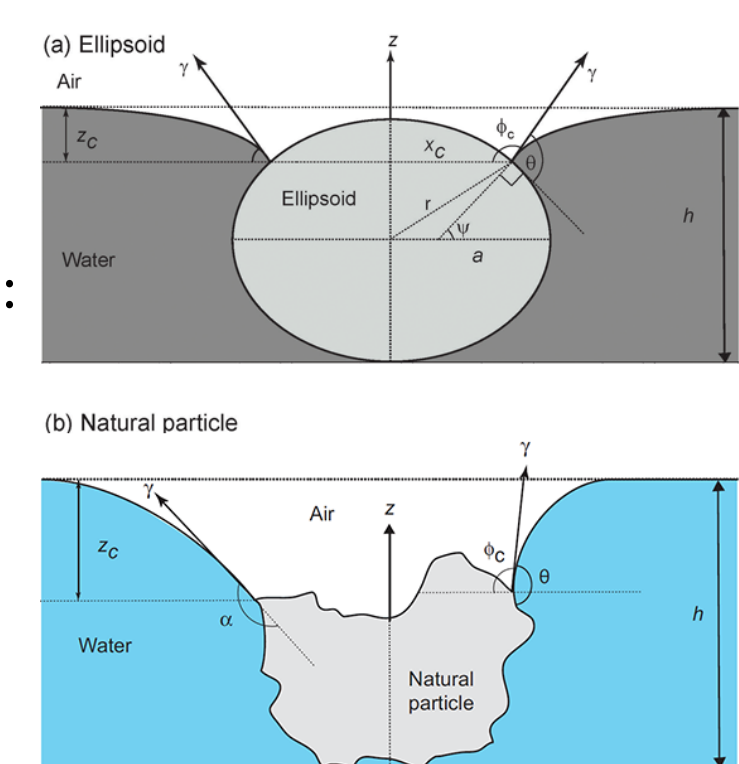 (a) Ellipsoid
z
γ
γ
Air
z_C
x_C
ϕ_c
θ
Ellipsoid
r
ψ
h
Water
a
(b) Natural particle
γ
γ
z
Air
z_C
ϕ_C
θ
α
h
Water
Natural
particle